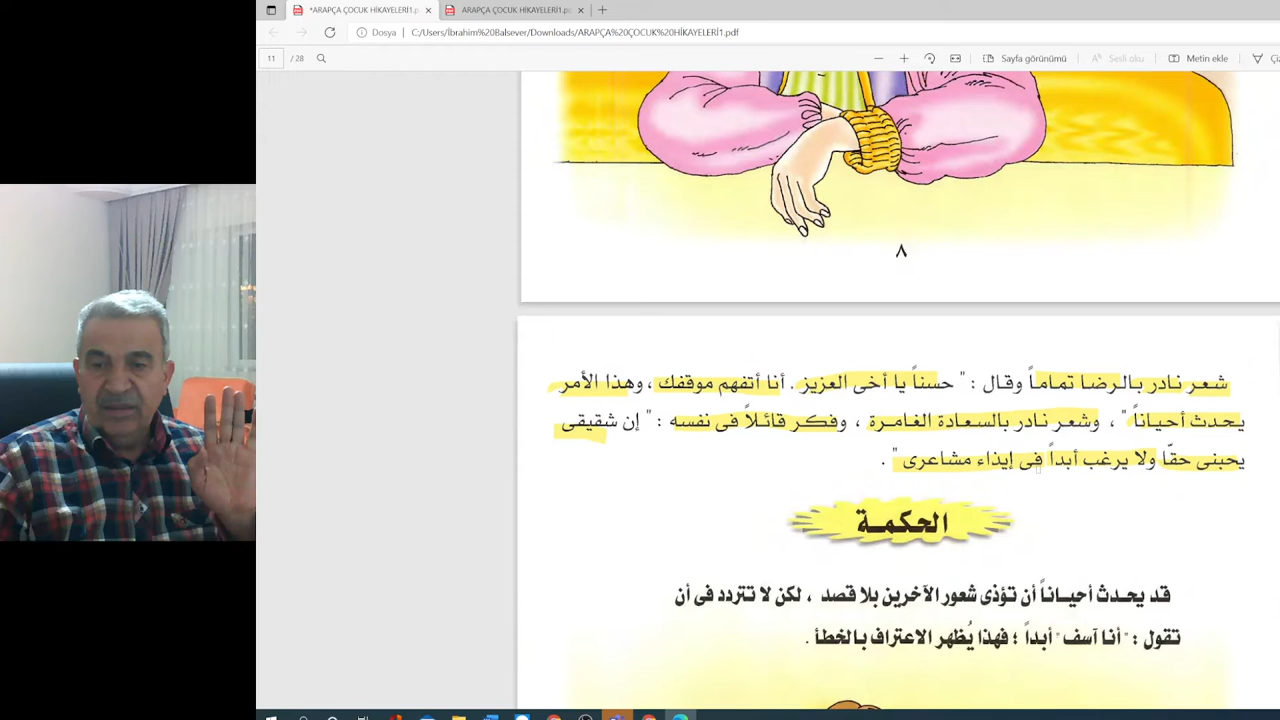 *ARAPÇA ÇOCUK HİKAYELERİ1.p
ARAPÇA ÇOCUK HİKAYELERİ1.pd
Dosya
C:/Users/İbrahim%20Balsever/Downloads/ARAPÇA%20ÇOCUK%20HİKAYELERİ1.pdf
11 / 28
Sayfa görünümü
Sesli oku
Metin ekle
٨
شعر نادر بالرضا تماماً وقال : " حسناً يا أخى العزيز . أنا أتفهم موقفك ، وهذا الأمر
يحدث أحياناً " ، وشعر نادر بالسعادة الغامرة ، وفكر قائلاً فى نفسه : " إن شقيقى
يحبنى حقّا ولا يرغب أبداً فى إيذاء مشاعرى " .
الحكمة
قد يحدث أحياناً أن تؤذى شعور الآخرين بلا قصد ، لكن لا تتردد فى أن
تقول : " أنا آسف " أبداً ؛ فهذا يُظهر الاعتراف بالخطأ .